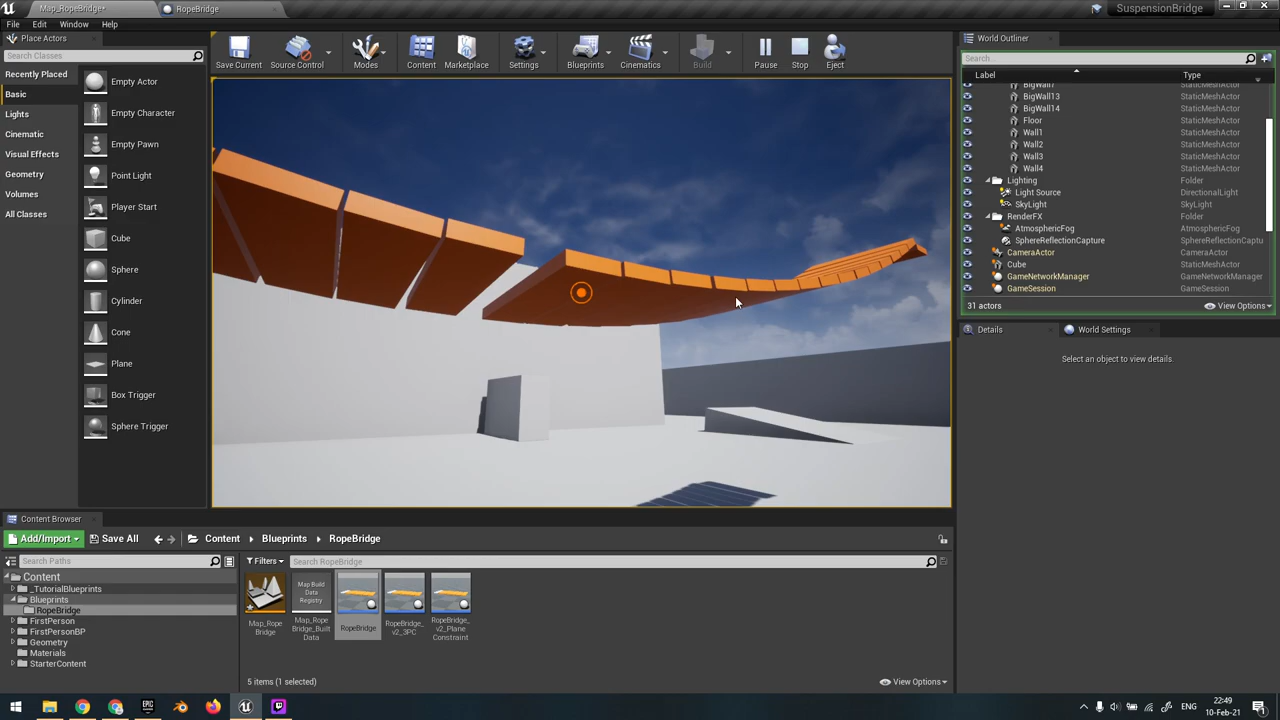 Map_RopeBridge*
RopeBridge
SuspensionBridge
File
Edit
Window
Help
Place Actors
Search Classes
Recently Placed
Basic
Lights
Cinematic
Visual Effects
Geometry
Volumes
All Classes
Empty Actor
Empty Character
Empty Pawn
Point Light
Player Start
Cube
Sphere
Cylinder
Cone
Plane
Box Trigger
Sphere Trigger
Save Current
Source Control
Modes
Content
Marketplace
Settings
Blueprints
Cinematics
Build
Pause
Stop
Eject
World Outliner
Search...
Label
Type
BigWall7 StaticMeshActor
BigWall13 StaticMeshActor
BigWall14 StaticMeshActor
Floor StaticMeshActor
Wall1 StaticMeshActor
Wall2 StaticMeshActor
Wall3 StaticMeshActor
Wall4 StaticMeshActor
Lighting Folder
Light Source DirectionalLight
SkyLight SkyLight
RenderFX Folder
AtmosphericFog AtmosphericFog
SphereReflectionCapture SphereReflectionCaptu
CameraActor CameraActor
Cube StaticMeshActor
GameNetworkManager GameNetworkManager
GameSession GameSession
31 actors
View Options
Details
World Settings
Select an object to view details.
Content Browser
Add/Import
Save All
Content
Blueprints
RopeBridge
Search Paths
Filters
Search RopeBridge
Content
_TutorialBlueprints
Blueprints
RopeBridge
FirstPerson
FirstPersonBP
Geometry
Materials
StarterContent
Map_Rope
Bridge
Map Build
Data
Registry
Map_Rope
Bridge_Built
Data
RopeBridge
RopeBridge
_v2_3PC
RopeBridge_
v2_Plane
Constraint
5 items (1 selected)
View Options
EPIC
ENG
22:49
10-Feb-21